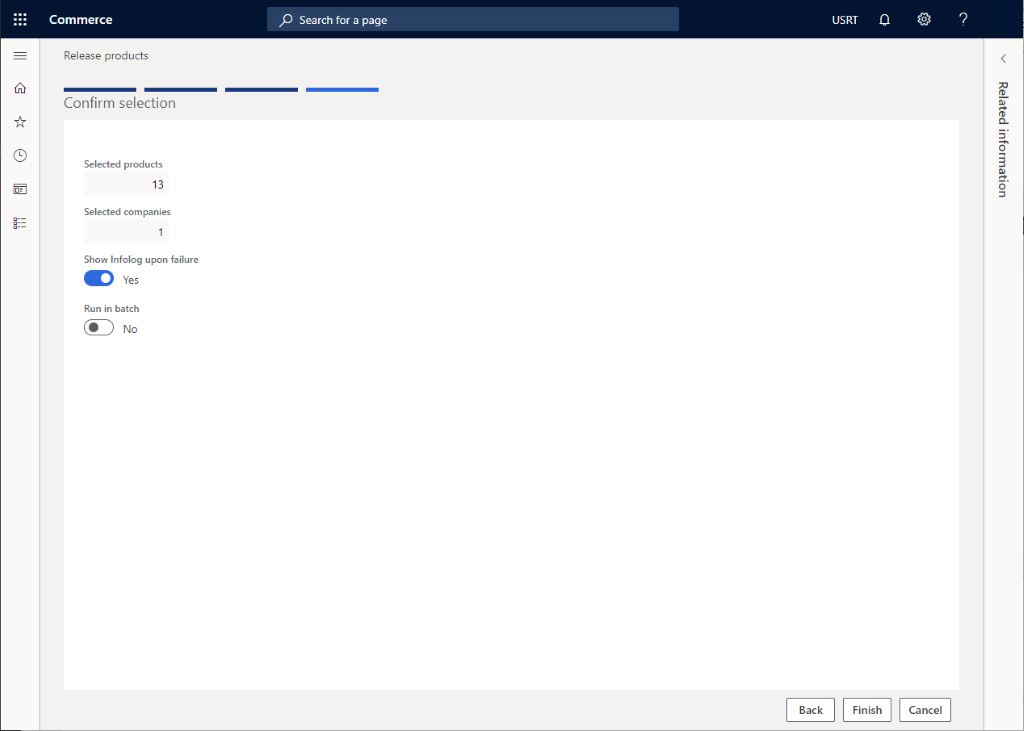 Commerce
Search for a page
USRT
?
Release products
Confirm selection
Selected products
13
Selected companies
1
Show Infolog upon failure
Yes
Run in batch
No
Related information
Back
Finish
Cancel